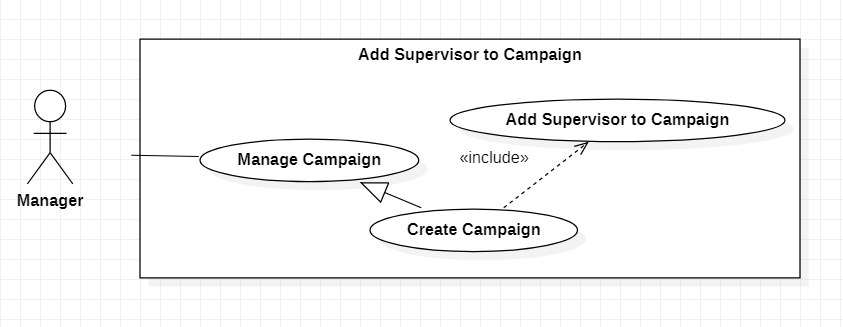 Add Supervisor to Campaign
Add Supervisor to Campaign
Manage Campaign
«include»
Manager
Create Campaign